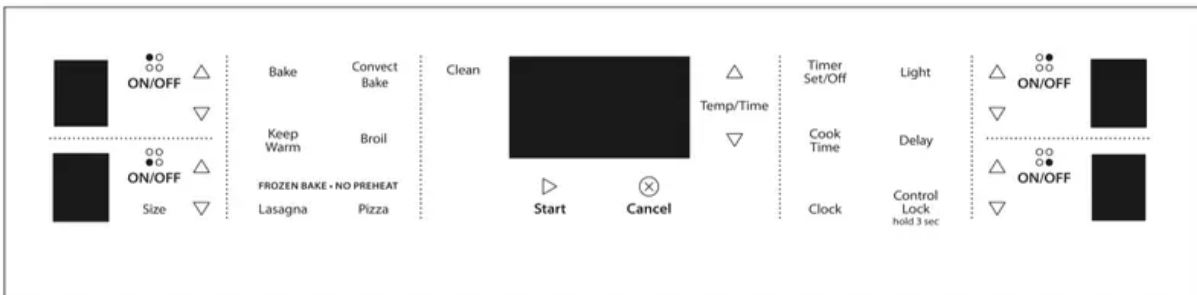 ON/OFF
ON/OFF
Size
Bake
Convect
Bake
Keep
Warm
Broil
FROZEN BAKE • NO PREHEAT
Lasagna
Pizza
Clean
Start
Cancel
Temp/Time
Timer
Set/Off
Light
Cook
Time
Delay
Clock
Control
Lock
hold 3 sec
ON/OFF
ON/OFF